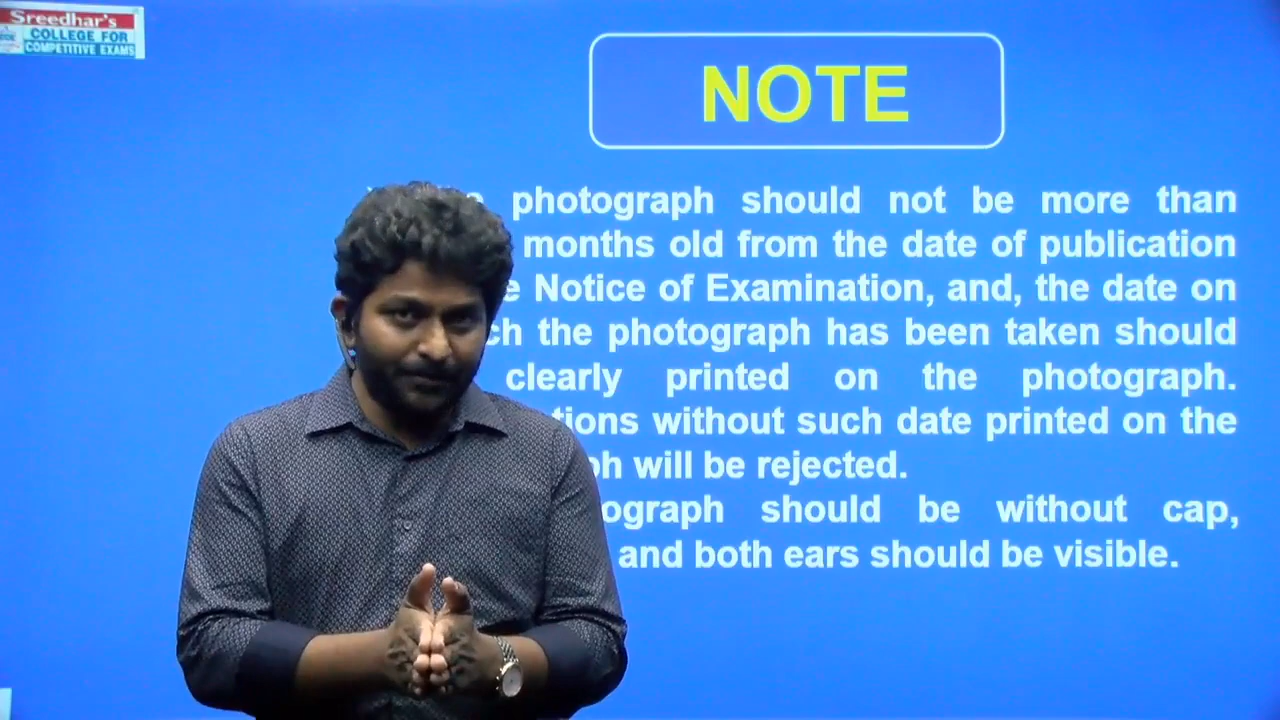 Sreedhar's
COLLEGE FOR
COMPETITIVE EXAMS
NOTE
photograph should not be more than
months old from the date of publication
Notice of Examination, and, the date on
the photograph has been taken should
clearly printed on the photograph.
without such date printed on the
will be rejected.
should be without cap,
and both ears should be visible.